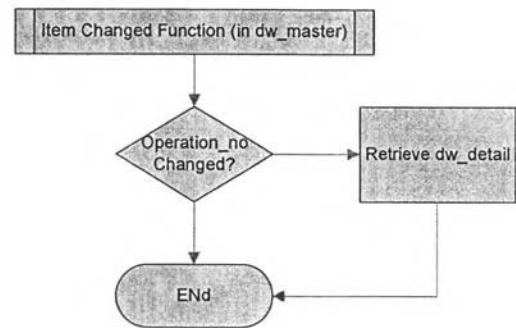 Item Changed Function (in dw_master)
Operation_no
Changed?
Retrieve dw_detail
ENd